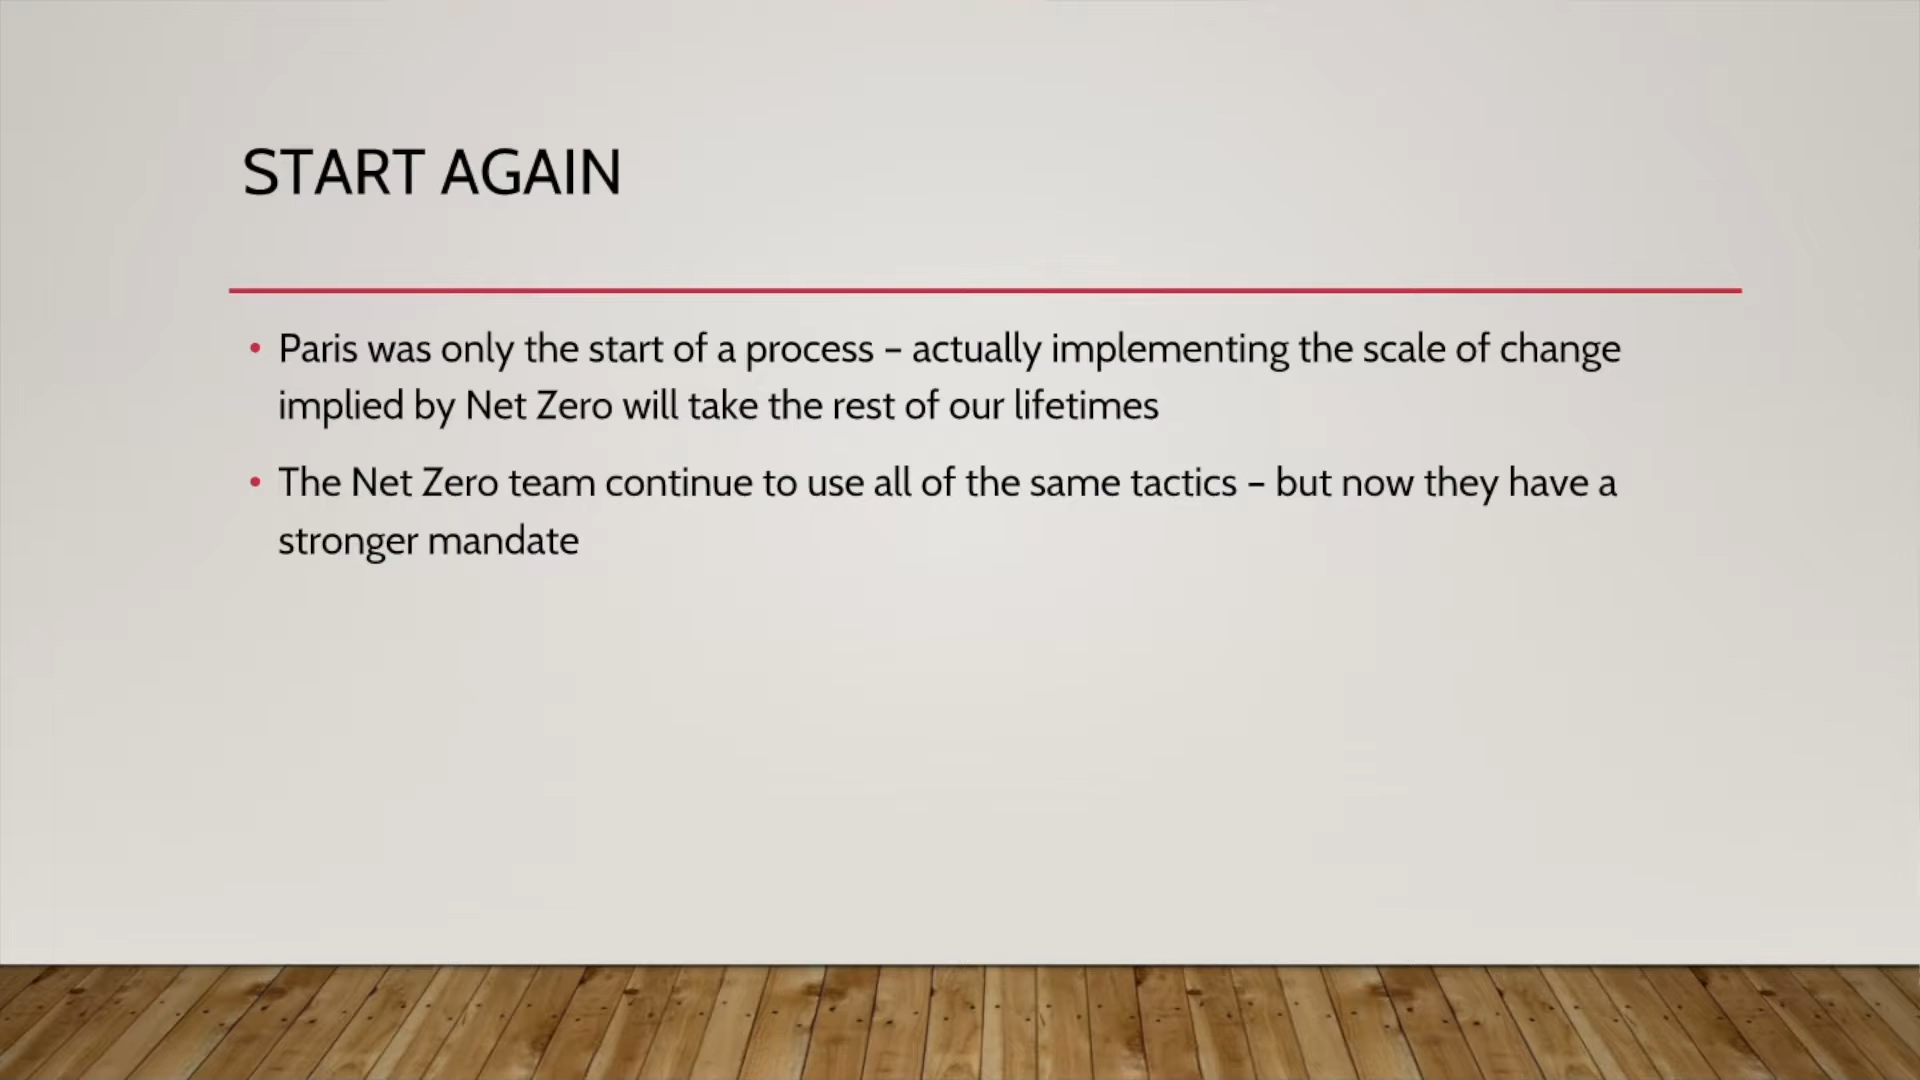 START AGAIN
• Paris was only the start of a process – actually implementing the scale of change
implied by Net Zero will take the rest of our lifetimes
• The Net Zero team continue to use all of the same tactics – but now they have a
stronger mandate